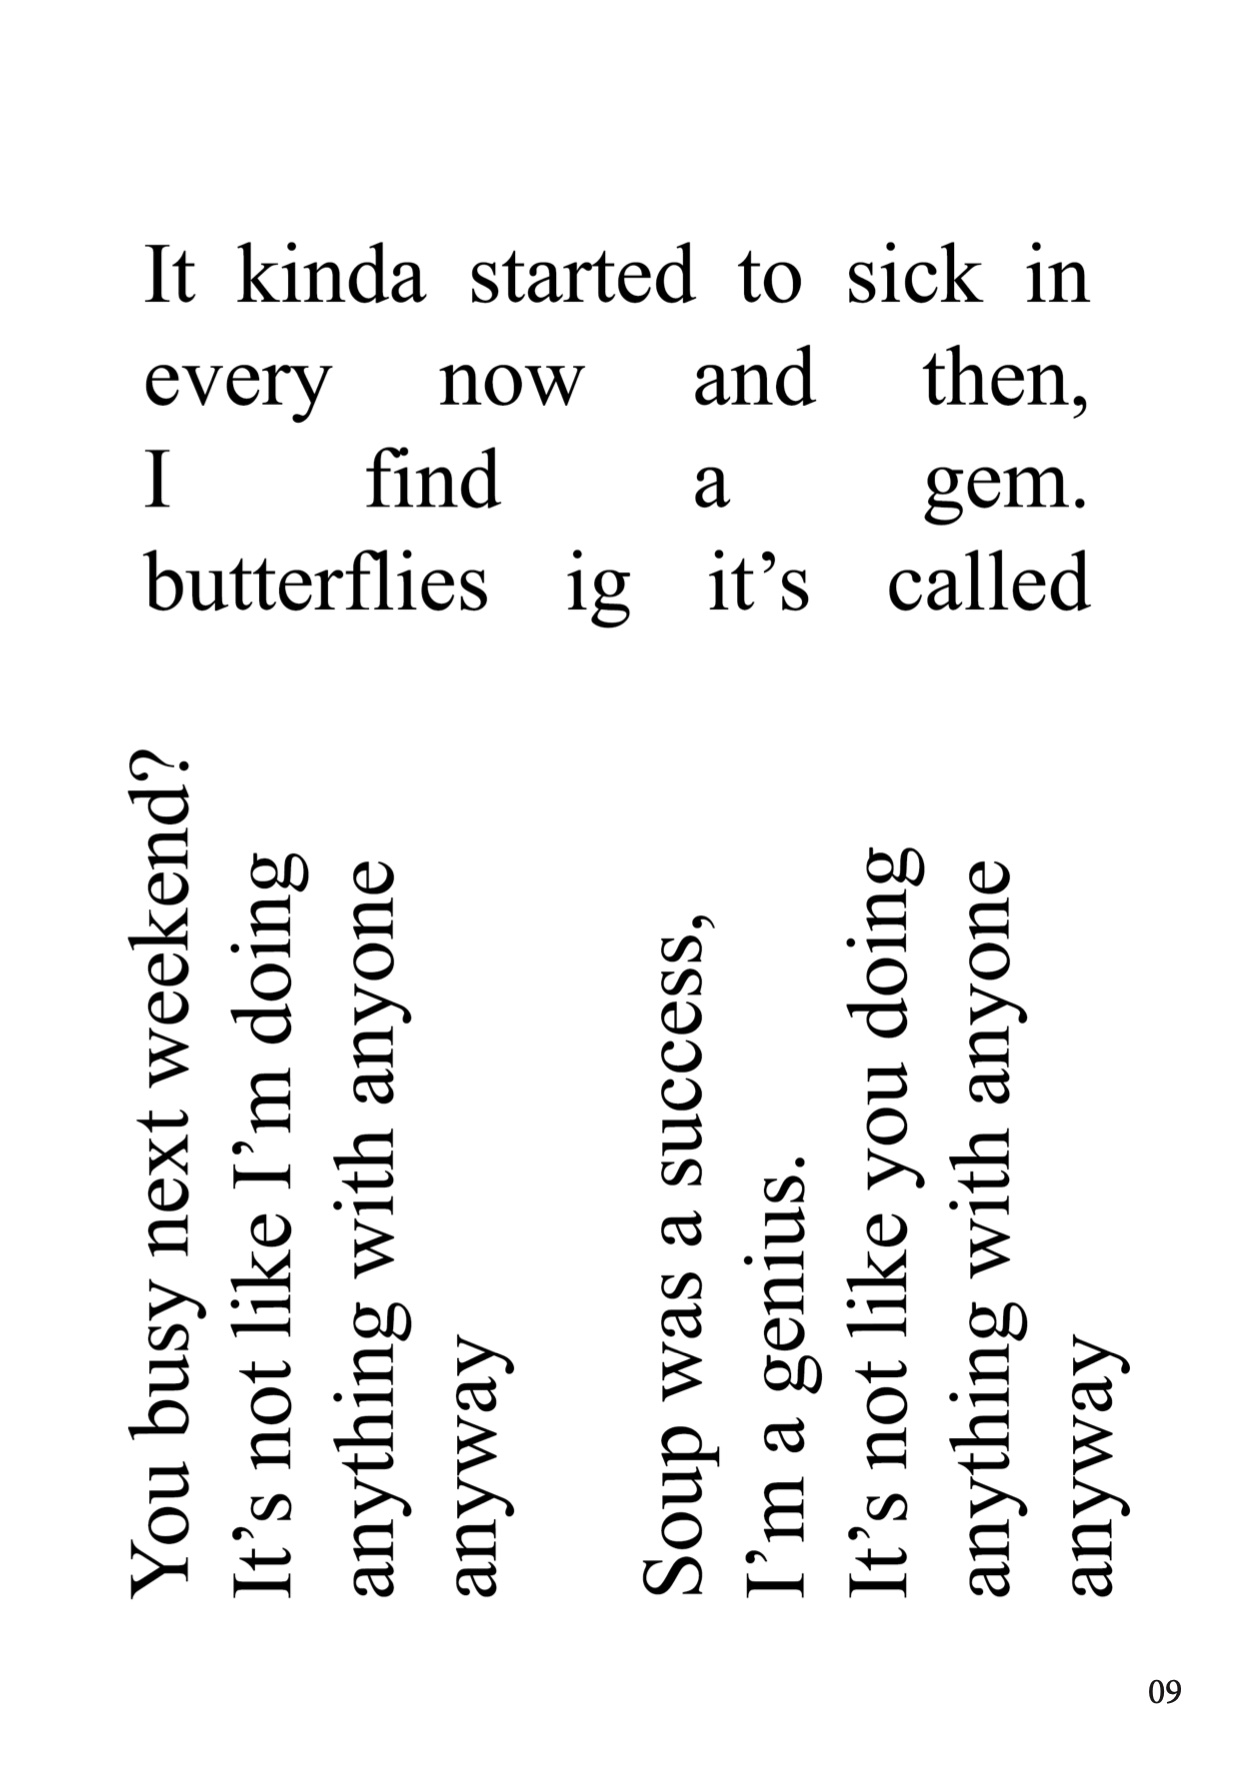 It kinda started to sick in
every now and then,
I find a gem.
butterflies ig it’s called
You busy next weekend?
It’s not like I’m doing
anything with anyone
anyway
Soup was a success,
I’m a genius.
It’s not like you doing
anything with anyone
anyway
09